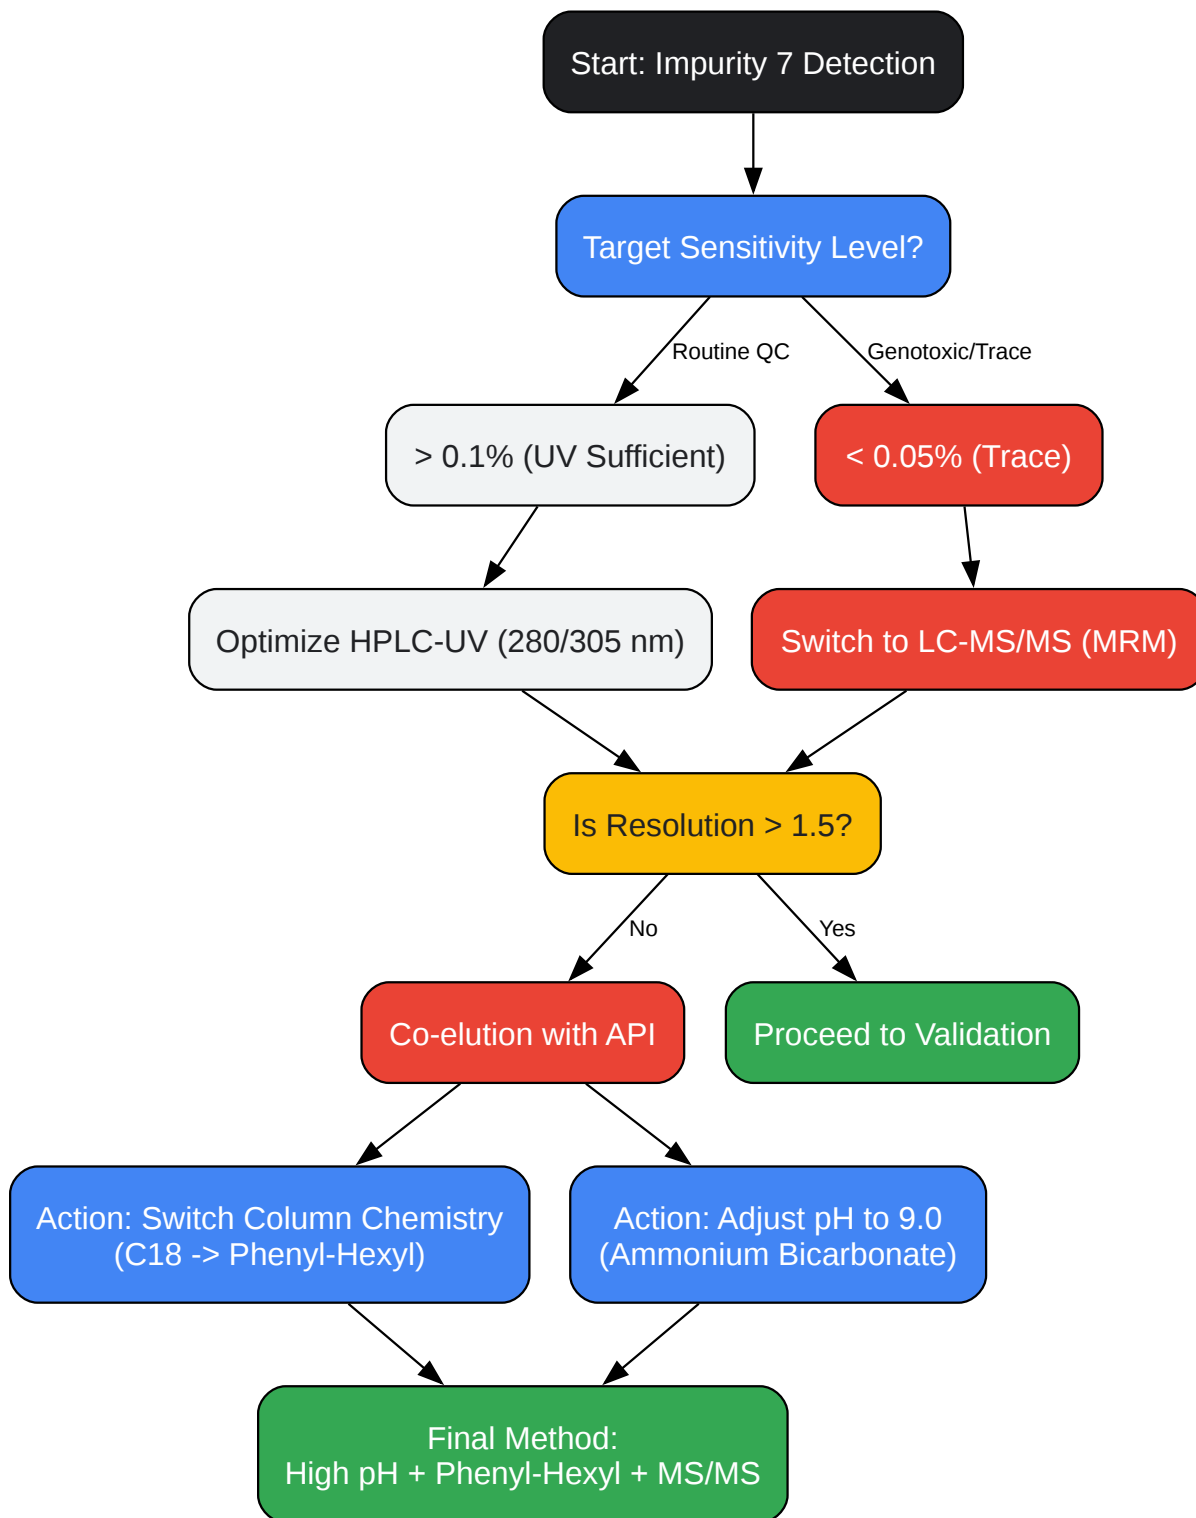 Start: Impurity 7 Detection
Target Sensitivity Level?
Routine QC
Genotoxic/Trace
> 0.1% (UV Sufficient)
< 0.05% (Trace)
Optimize HPLC-UV (280/305 nm)
Switch to LC-MS/MS (MRM)
Is Resolution > 1.5?
No
Yes
Co-elution with API
Proceed to Validation
Action: Switch Column Chemistry
(C18 -> Phenyl-Hexyl)
Action: Adjust pH to 9.0
(Ammonium Bicarbonate)
Final Method:
High pH + Phenyl-Hexyl + MS/MS